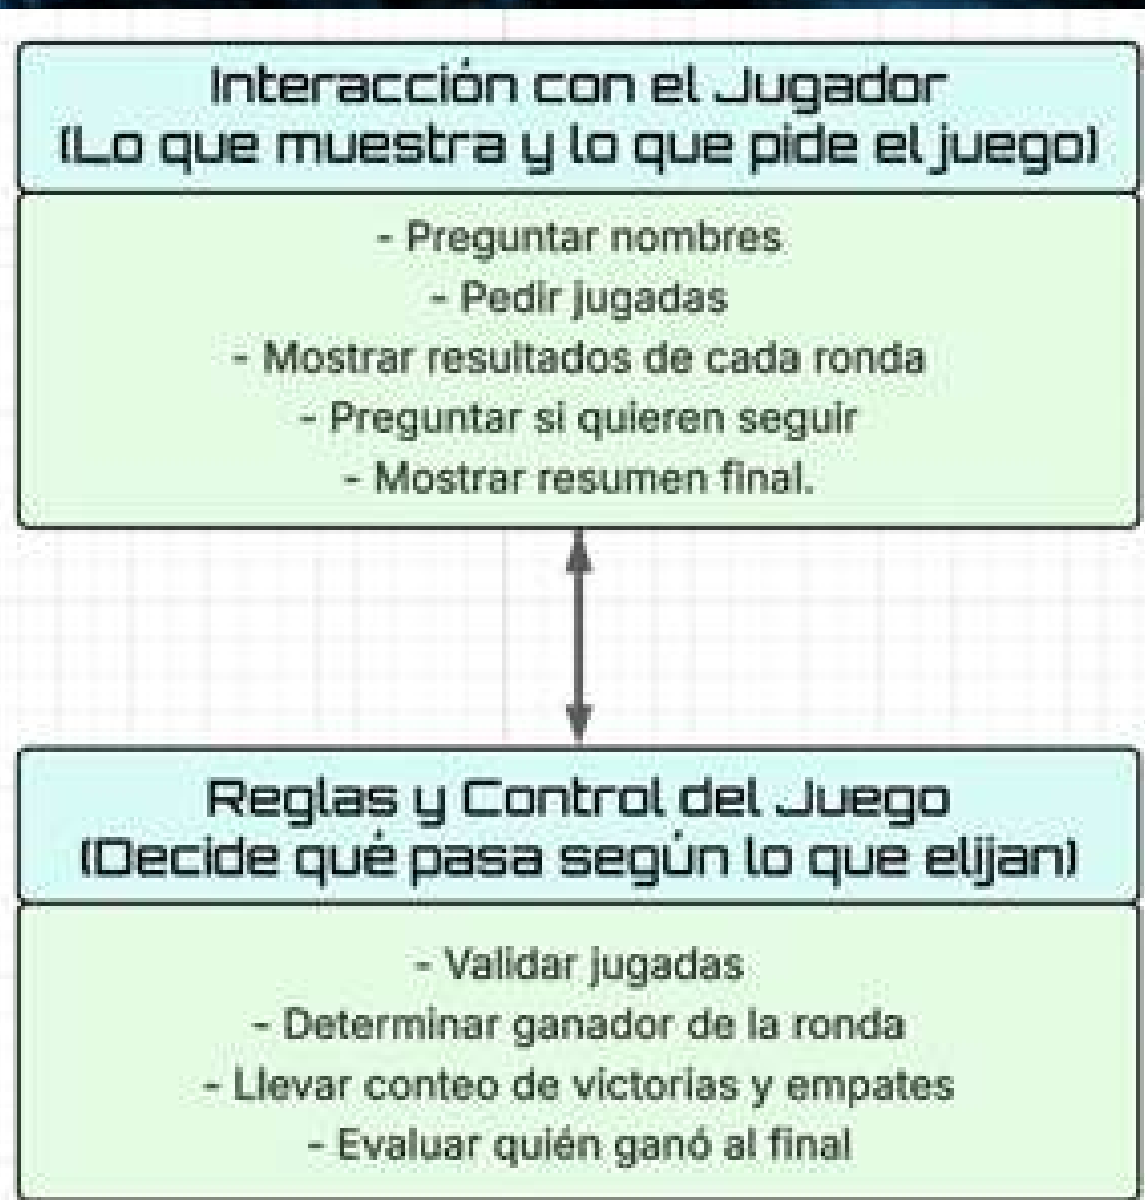 Interacción con el Jugador
(Lo que muestra y lo que pide el juego)
- Preguntar nombres
- Pedir jugadas
- Mostrar resultados de cada ronda
- Preguntar si quieren seguir
- Mostrar resumen final.
Reglas y Control del Juego
(Decide qué pasa según lo que elijan)
- Validar jugadas
- Determinar ganador de la ronda
- Llevar conteo de victorias y empates
- Evaluar quién ganó al final